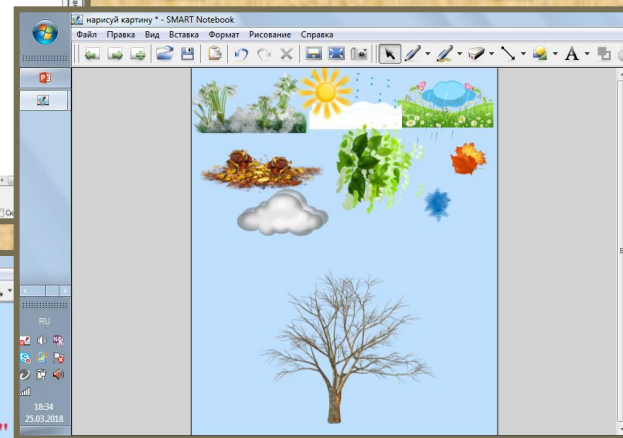 нарисуй картину * - SMART Notebook
Файл Правка Вид Вставка Формат Рисование Справка
A
RU
18:34
25.03.2018
"